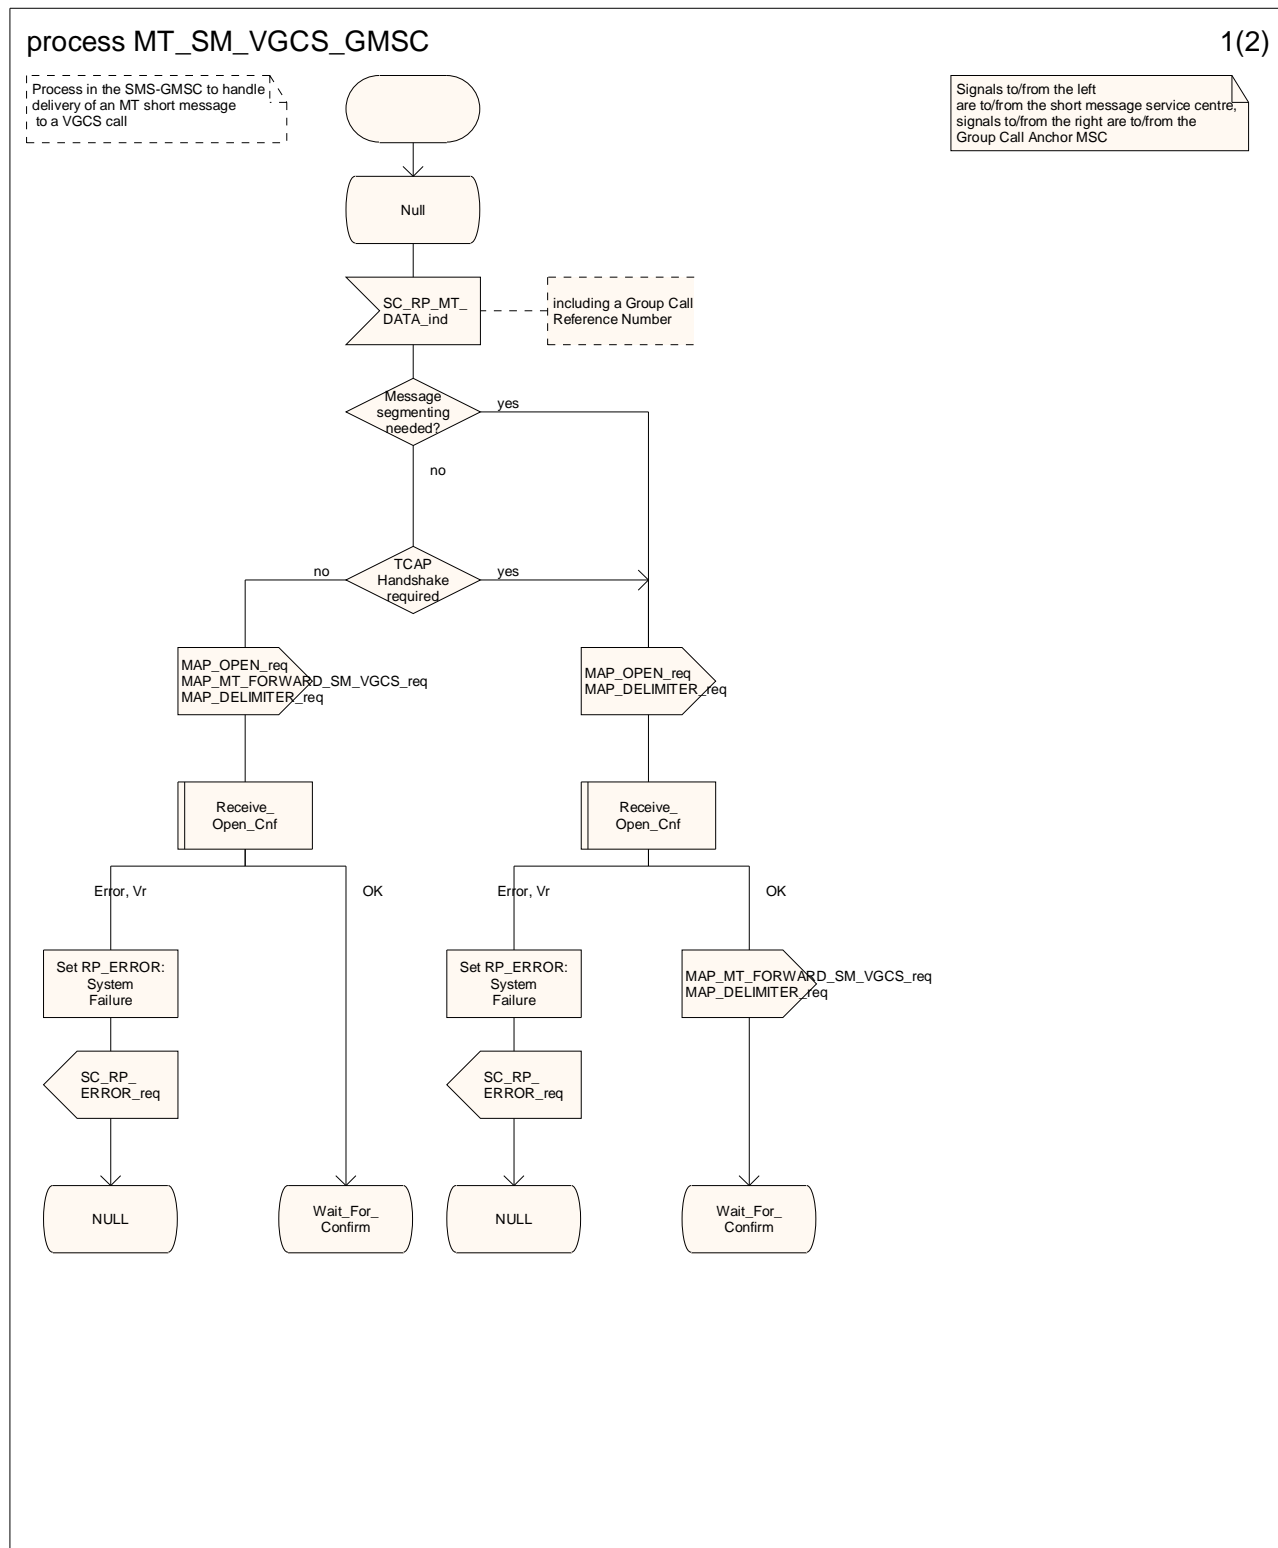 process MT_SM_VGCS_GMSC
1(2)
Process in the SMS-GMSC to handle
delivery of an MT short message
to a VGCS call
Signals to/from the left
are to/from the short message service centre,
signals to/from the right are to/from the
Group Call Anchor MSC
Null
SC_RP_MT_
DATA_ind
including a Group Call
Reference Number
Message
segmenting
needed?
yes
no
TCAP
Handshake
required
no
yes
MAP_OPEN_req
MAP_MT_FORWARD_SM_VGCS_req
MAP_DELIMITER_req
MAP_OPEN_req
MAP_DELIMITER_req
Receive_
Open_Cnf
Receive_
Open_Cnf
Error, Vr
OK
Error, Vr
OK
Set RP_ERROR:
System
Failure
Set RP_ERROR:
System
Failure
MAP_MT_FORWARD_SM_VGCS_req
MAP_DELIMITER_req
SC_RP_
ERROR_req
SC_RP_
ERROR_req
NULL
Wait_For_
Confirm
NULL
Wait_For_
Confirm